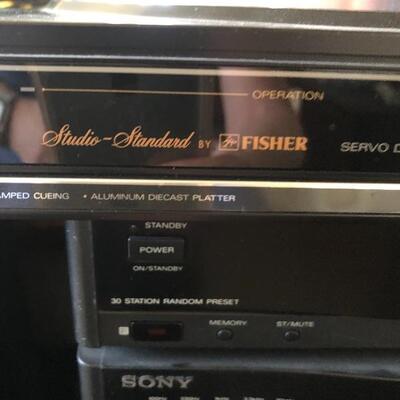 OPERATION
Studio-Standard BY FISHER
SERVO D
AMPED CUEING • ALUMINUM DIECAST PLATTER
STANDBY
POWER
ON/STANDBY
30 STATION RANDOM PRESET
MEMORY ST/MUTE
SONY